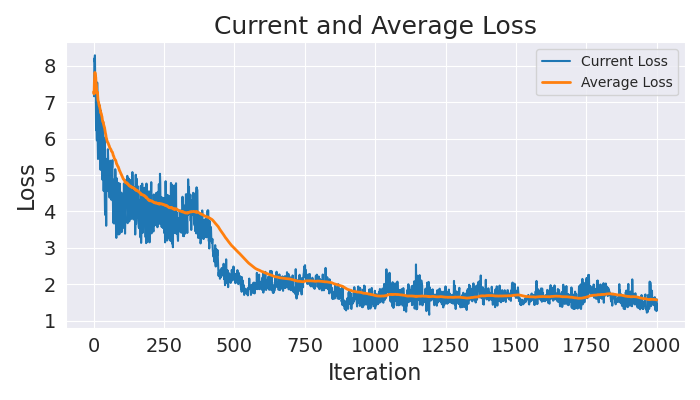 Current and Average Loss
Current Loss
Average Loss
Loss
8
7
6
5
4
3
2
1
0 250 500 750 1000 1250 1500 1750 2000
Iteration